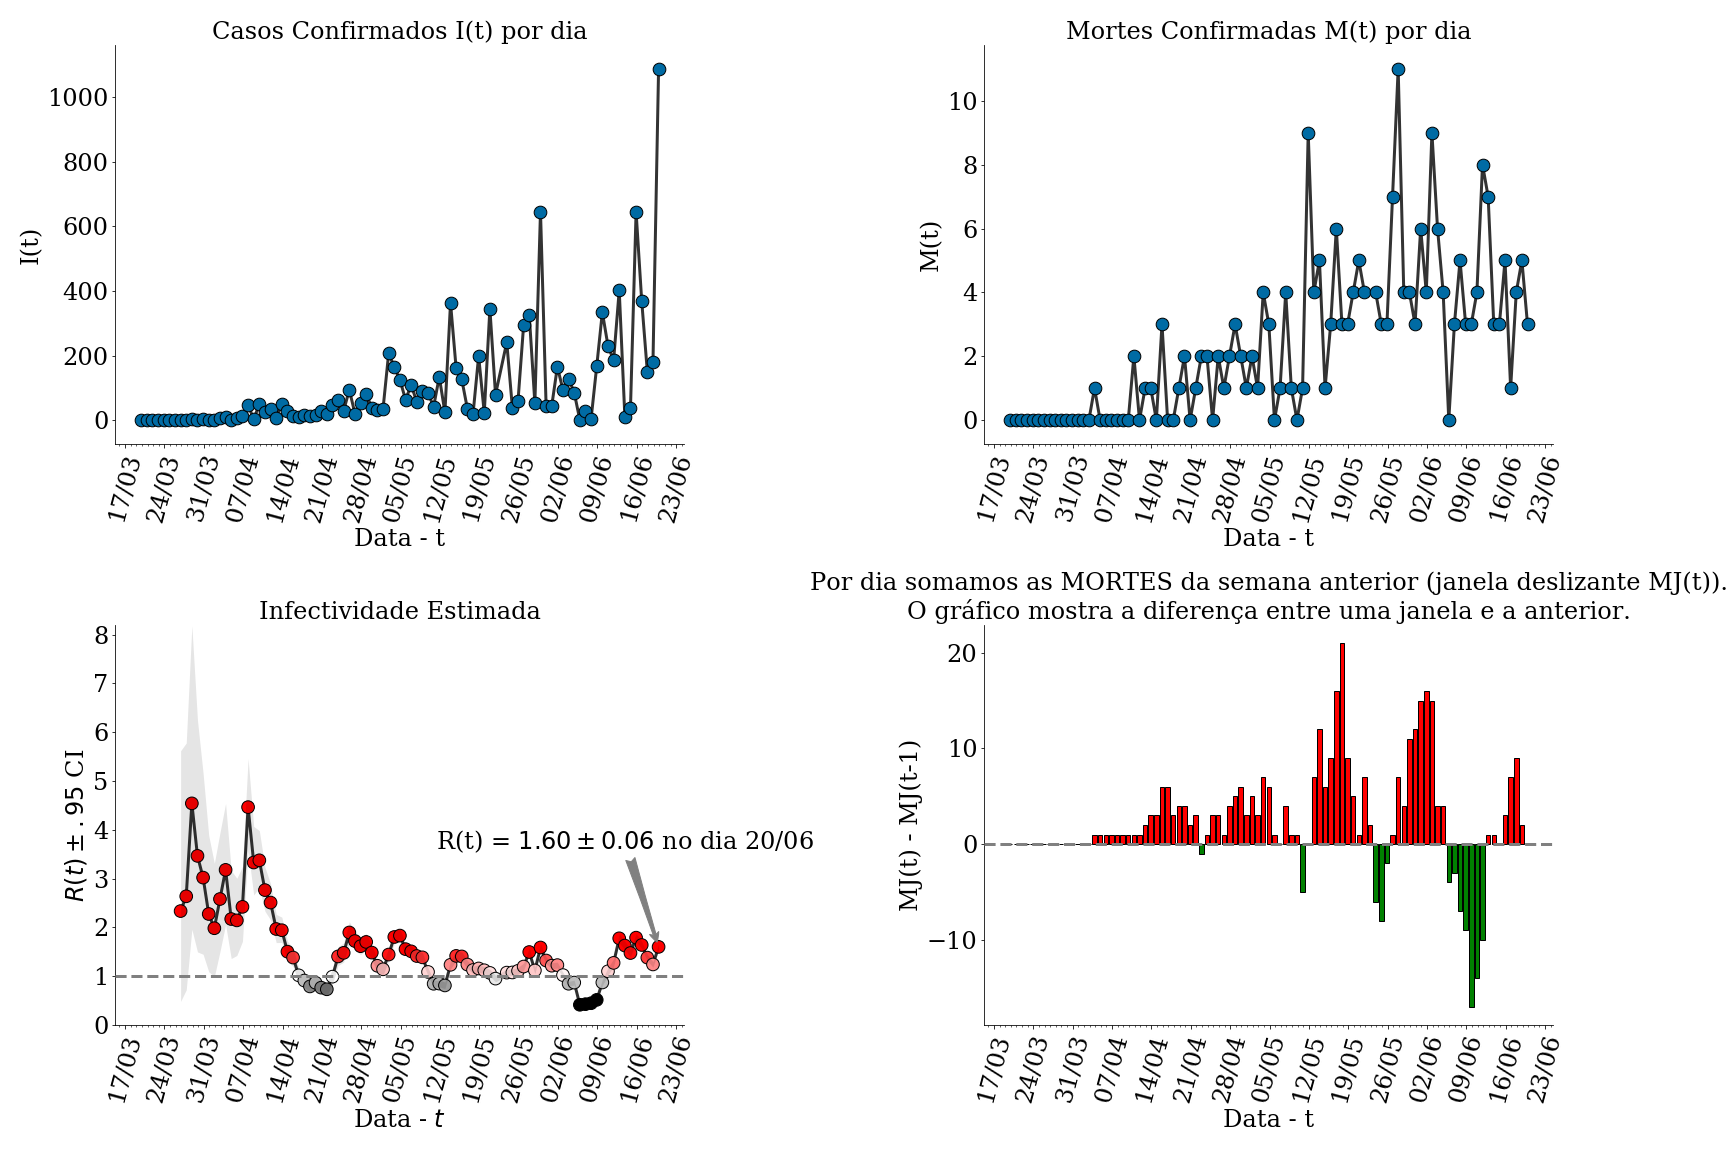 Casos Confirmados I(t) por dia
I(t)
1000
800
600
400
200
0
17/03 24/03 31/03 07/04 14/04 21/04 28/04 05/05 12/05 19/05 26/05 02/06 09/06 16/06 23/06
Data - t
Mortes Confirmadas M(t) por dia
M(t)
10
8
6
4
2
0
17/03 24/03 31/03 07/04 14/04 21/04 28/04 05/05 12/05 19/05 26/05 02/06 09/06 16/06 23/06
Data - t
Infectividade Estimada
R(t) ± .95 CI
8
7
6
5
4
3
2
1
0
R(t) = 1.60 ± 0.06 no dia 20/06
17/03 24/03 31/03 07/04 14/04 21/04 28/04 05/05 12/05 19/05 26/05 02/06 09/06 16/06 23/06
Data - t
Por dia somamos as MORTES da semana anterior (janela deslizante MJ(t)).
O gráfico mostra a diferença entre uma janela e a anterior.
MJ(t) - MJ(t-1)
20
10
0
−10
17/03 24/03 31/03 07/04 14/04 21/04 28/04 05/05 12/05 19/05 26/05 02/06 09/06 16/06 23/06
Data - t